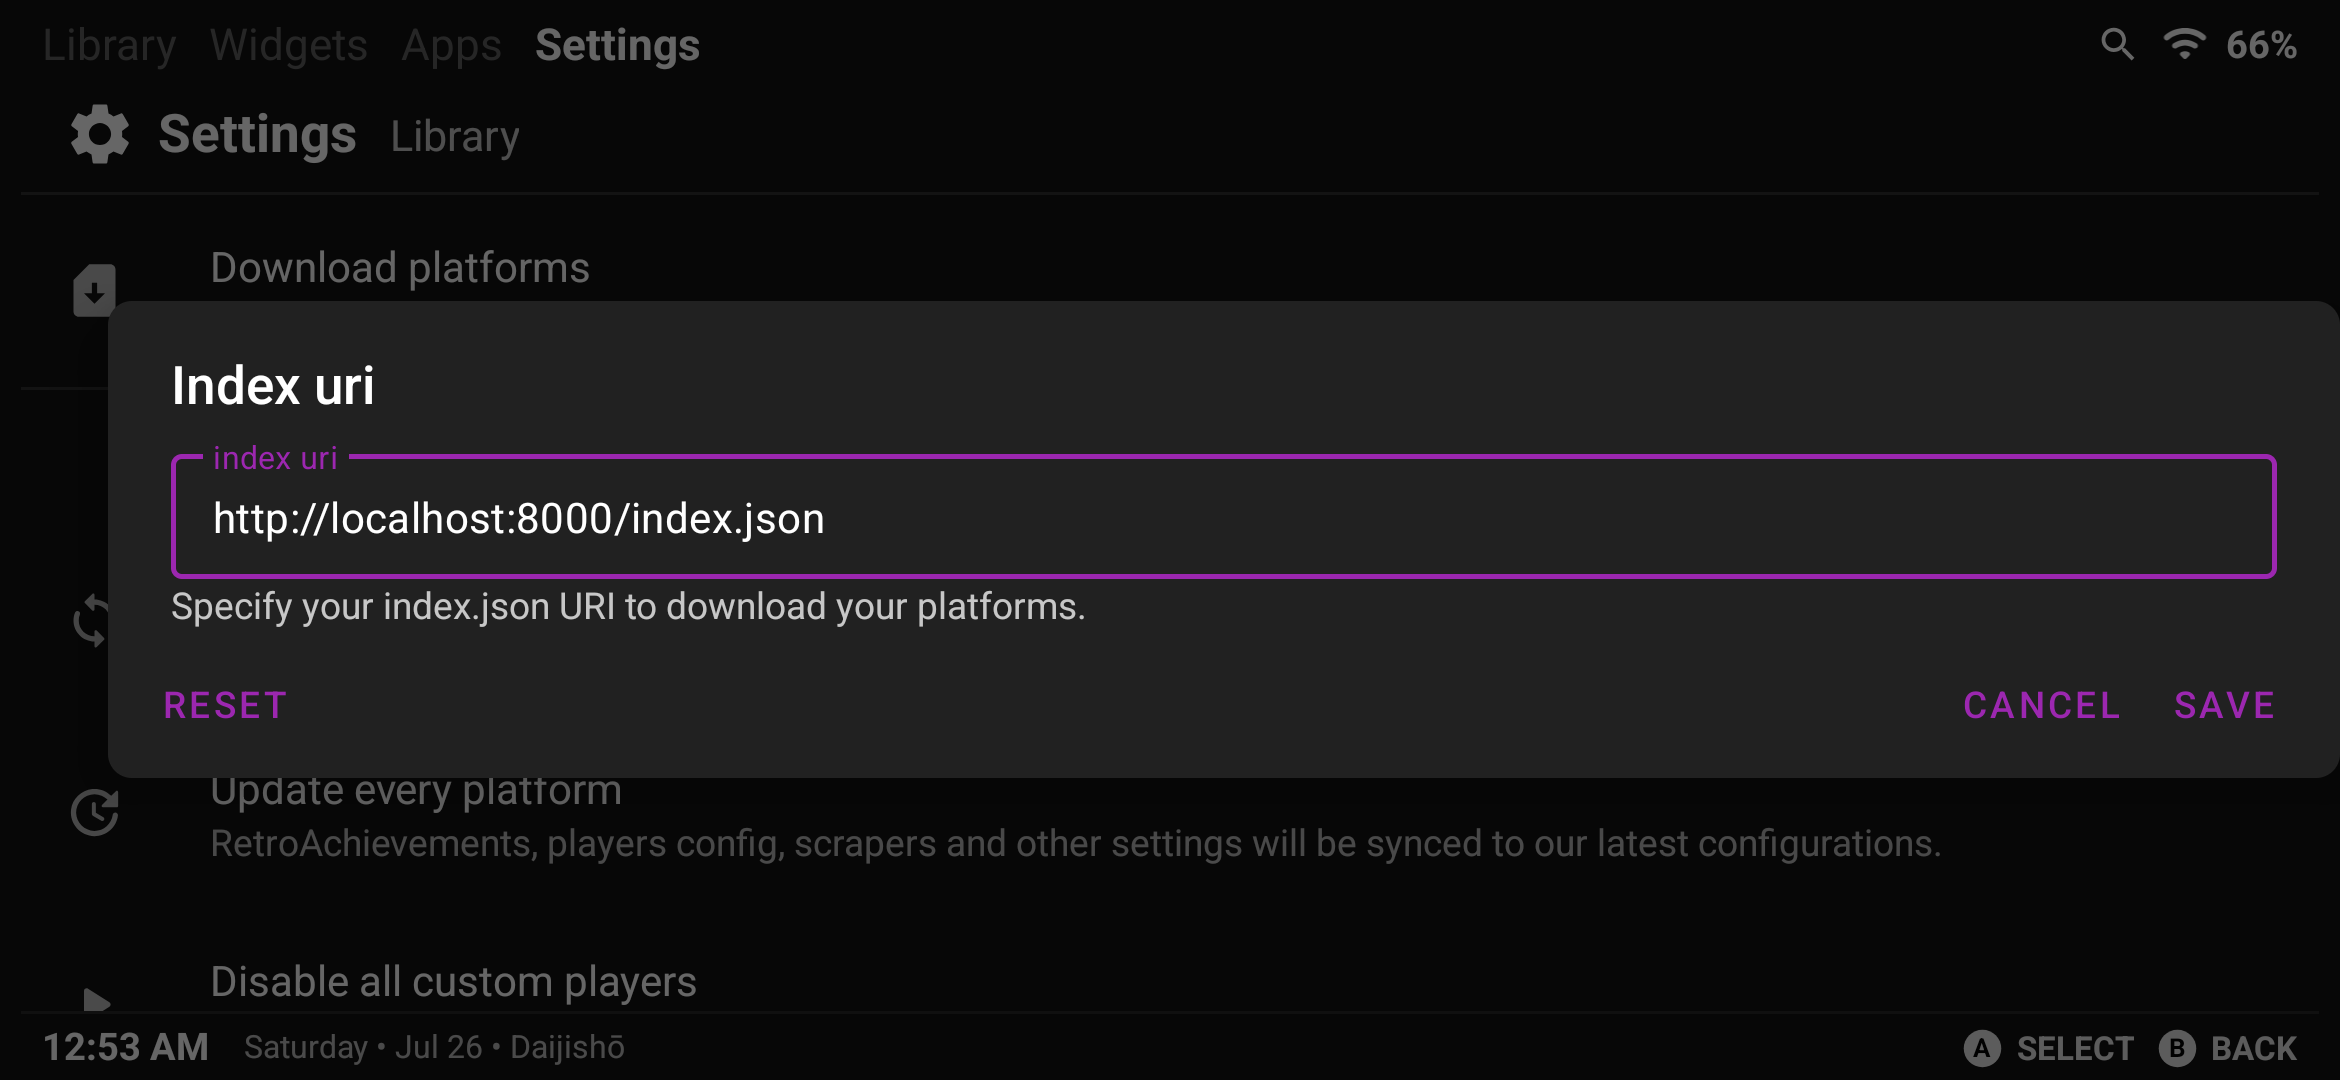 Library Widgets Apps Settings 66%
Settings Library
Download platforms
Index uri
index uri
http://localhost:8000/index.json
Specify your index.json URI to download your platforms.
RESET CANCEL SAVE
Update every platform
RetroAchievements, players config, scrapers and other settings will be synced to our latest configurations.
Disable all custom players
12:53 AM Saturday • Jul 26 • Daijishō A SELECT B BACK